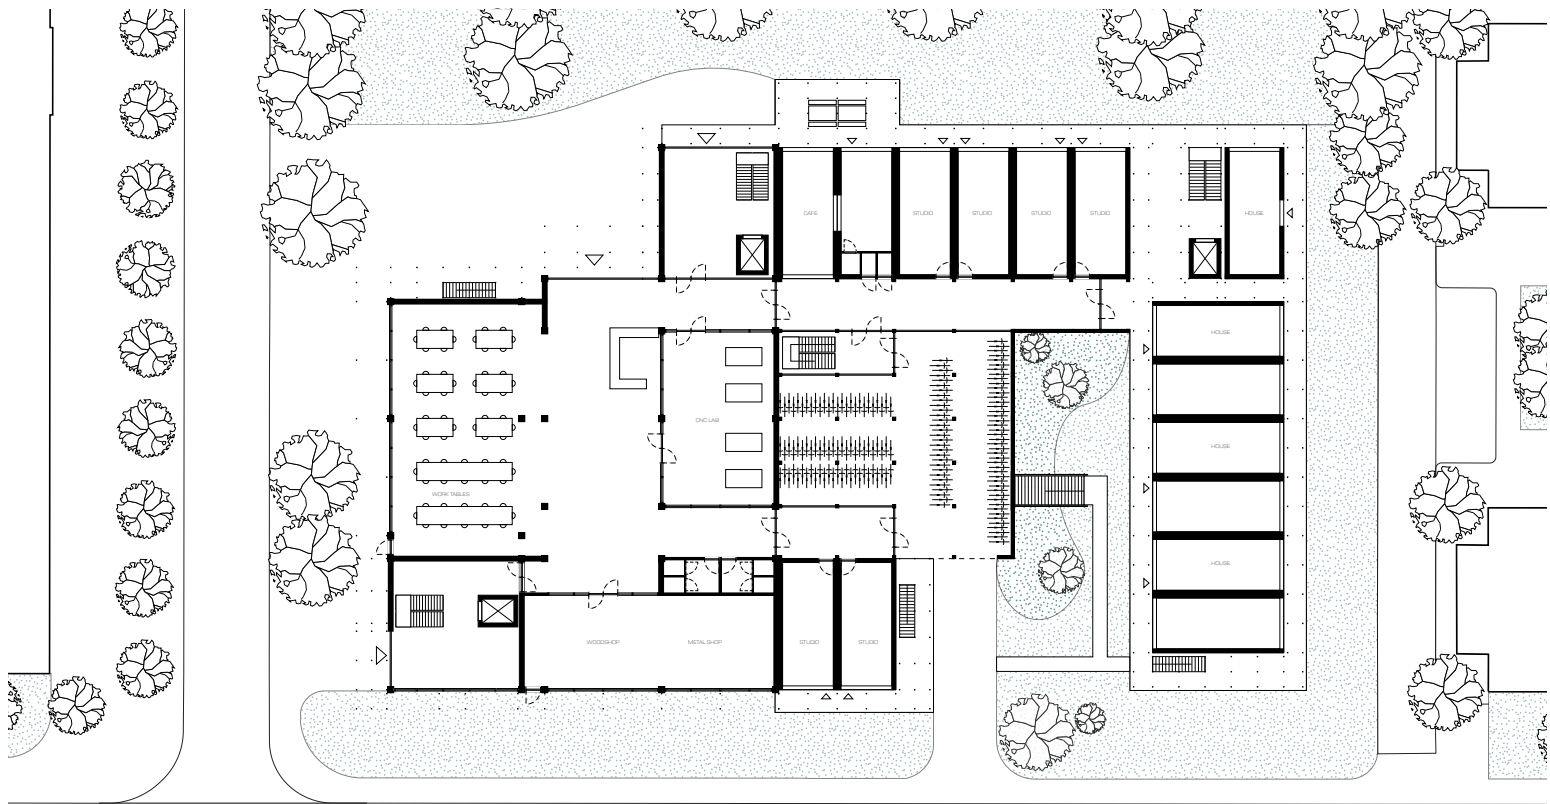 CAFE
STUDIO
STUDIO
STUDIO
STUDIO
HOUSE
HOUSE
CNC LAB
HOUSE
WORK TABLES
HOUSE
WOODSHOP
METAL SHOP
STUDIO
STUDIO